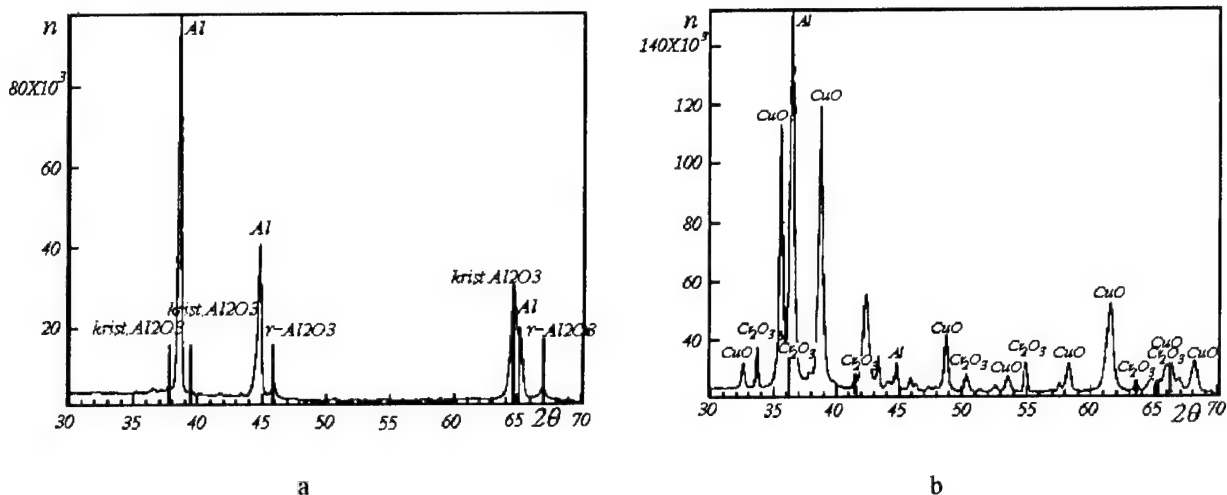 n
Al
80X10³
60
40
20
krist.Al2O3
krist.Al2O3
Al
r-Al2O3
krist.Al2O3
Al
r-Al2O3
30 35 40 45 50 55 60 65 2θ 70
a
n
140X10³
120
100
80
60
40
Al
CuO
CuO
CuO
Cr₂O₃
Cr₂O₃
Cr₂O₃
Al
CuO
Cr₂O₃
CuO
Cr₂O₃
CuO
CuO
Cr₂O₃
CuO
Cr₂O₃
CuO
30 35 40 45 50 55 60 65 2θ 70
b